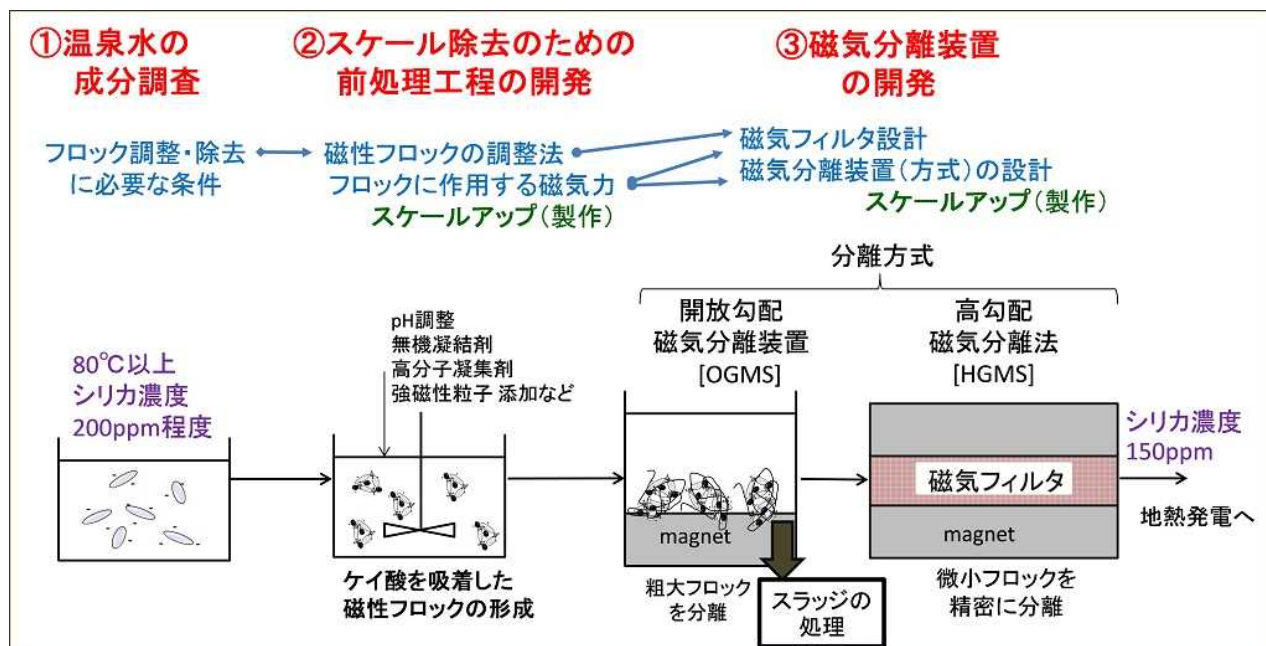 ①温泉水の
成分調査
②スケール除去のための
前処理工程の開発
③磁気分離装置
の開発
フロック調整・除去
に必要な条件
磁性フロックの調整法
フロックに作用する磁気力
スケールアップ(製作)
磁気フィルタ設計
磁気分離装置(方式)の設計
スケールアップ(製作)
分離方式
80℃以上
シリカ濃度
200ppm程度
pH調整
無機凝結剤
高分子凝集剤
強磁性粒子 添加など
ケイ酸を吸着した
磁性フロックの形成
開放勾配
磁気分離装置
[OGMS]
magnet
粗大フロック
を分離
スラッジの
処理
高勾配
磁気分離法
[HGMS]
磁気フィルタ
magnet
微小フロックを
精密に分離
シリカ濃度
150ppm
地熱発電へ